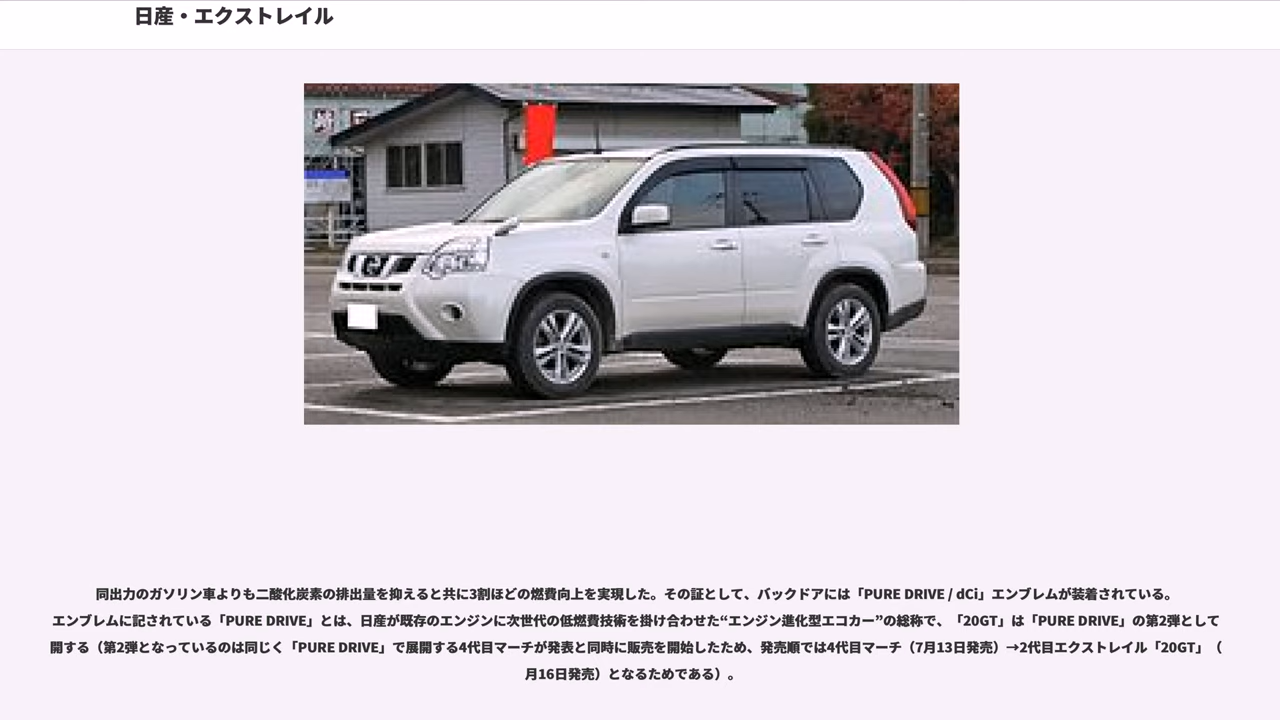 日産・エクストレイル
同出力のガソリン車よりも二酸化炭素の排出量を抑えると共に3割ほどの燃費向上を実現した。その証として、バックドアには「PURE DRIVE / dCi」エンブレムが装着されている。
エンブレムに記されている「PURE DRIVE」とは、日産が既存のエンジンに次世代の低燃費技術を掛け合わせた“エンジン進化型エコカー”の総称で、「20GT」は「PURE DRIVE」の第2弾として
開する（第2弾となっているのは同じく「PURE DRIVE」で展開する4代目マーチが発表と同時に販売を開始したため、発売順では4代目マーチ（7月13日発売）→2代目エクストレイル「20GT」（
月16日発売）となるためである）。